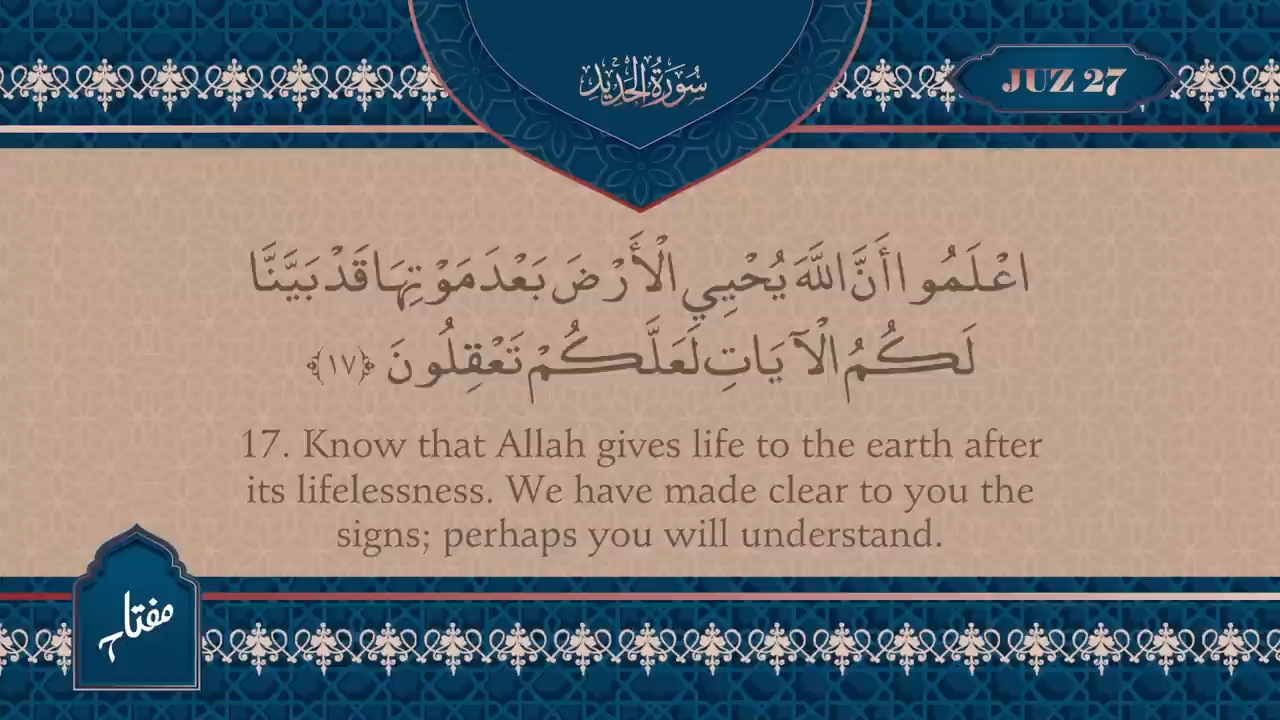 سُورَةُ الْحَدِيدِ
JUZ 27
اعْلَمُوا أَنَّ اللَّهَ يُحْيِي الْأَرْضَ بَعْدَ مَوْتِهَا قَدْ بَيَّنَّا
لَكُمُ الْآيَاتِ لَعَلَّكُمْ تَعْقِلُونَ ﴿١٧﴾
17. Know that Allah gives life to the earth after
its lifelessness. We have made clear to you the
signs; perhaps you will understand.
مفتاح